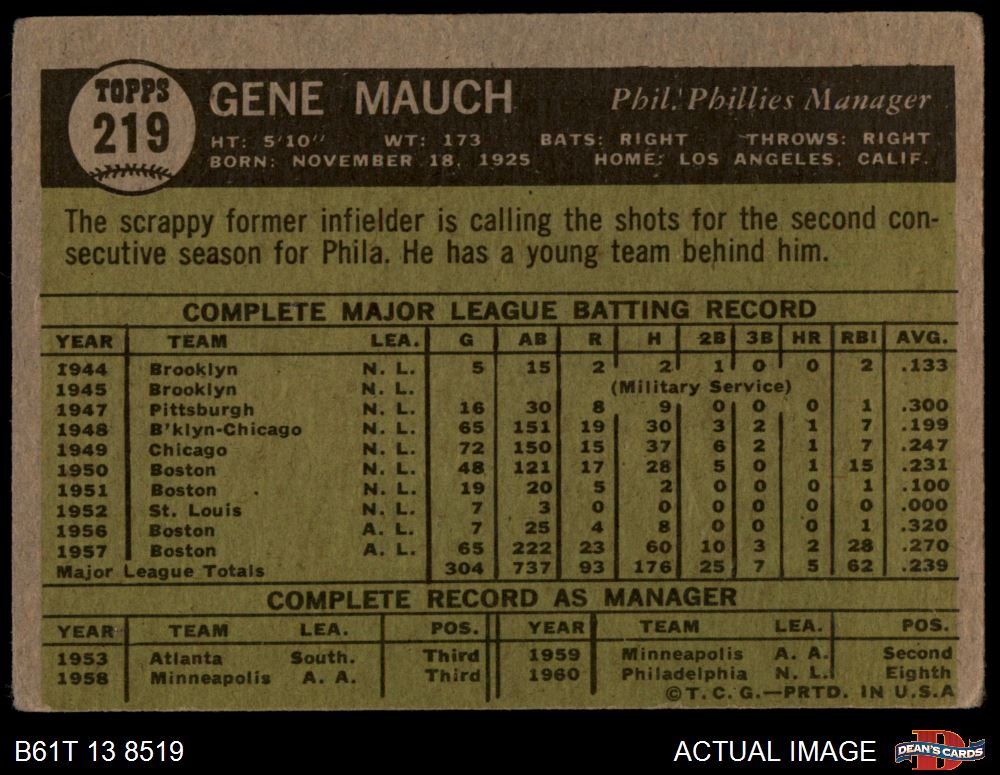 TOPPS
219
GENE MAUCH Phil. Phillies Manager
HT: 5'10" WT: 173 BATS: RIGHT THROWS: RIGHT
BORN: NOVEMBER 18, 1925 HOME: LOS ANGELES, CALIF.
The scrappy former infielder is calling the shots for the second con-
secutive season for Phila. He has a young team behind him.
COMPLETE MAJOR LEAGUE BATTING RECORD
YEAR TEAM LEA. G AB R H 2B 3B HR RBI AVG.
1944 Brooklyn N. L. 5 15 2 2 1 0 0 2 .133
1945 Brooklyn N. L. (Military Service)
1947 Pittsburgh N. L. 16 30 8 9 0 0 0 1 .300
1948 B'klyn-Chicago N. L. 65 151 19 30 3 2 1 7 .199
1949 Chicago N. L. 72 150 15 37 6 2 1 7 .247
1950 Boston N. L. 48 121 17 28 5 0 1 15 .231
1951 Boston N. L. 19 20 5 2 0 0 0 1 .100
1952 St. Louis N. L. 7 3 0 0 0 0 0 0 .000
1956 Boston A. L. 7 25 4 8 0 0 0 1 .320
1957 Boston A. L. 65 222 23 60 10 3 2 28 .270
Major League Totals 304 737 93 176 25 7 5 62 .239
COMPLETE RECORD AS MANAGER
YEAR TEAM LEA. POS. YEAR TEAM LEA. POS.
1953 Atlanta South. Third 1959 Minneapolis A. A. Second
1958 Minneapolis A. A. Third 1960 Philadelphia N. L. Eighth
©T.C.G.—PRTD. IN U.S.A
B61T 13 8519 ACTUAL IMAGE DEAN'S CARDS